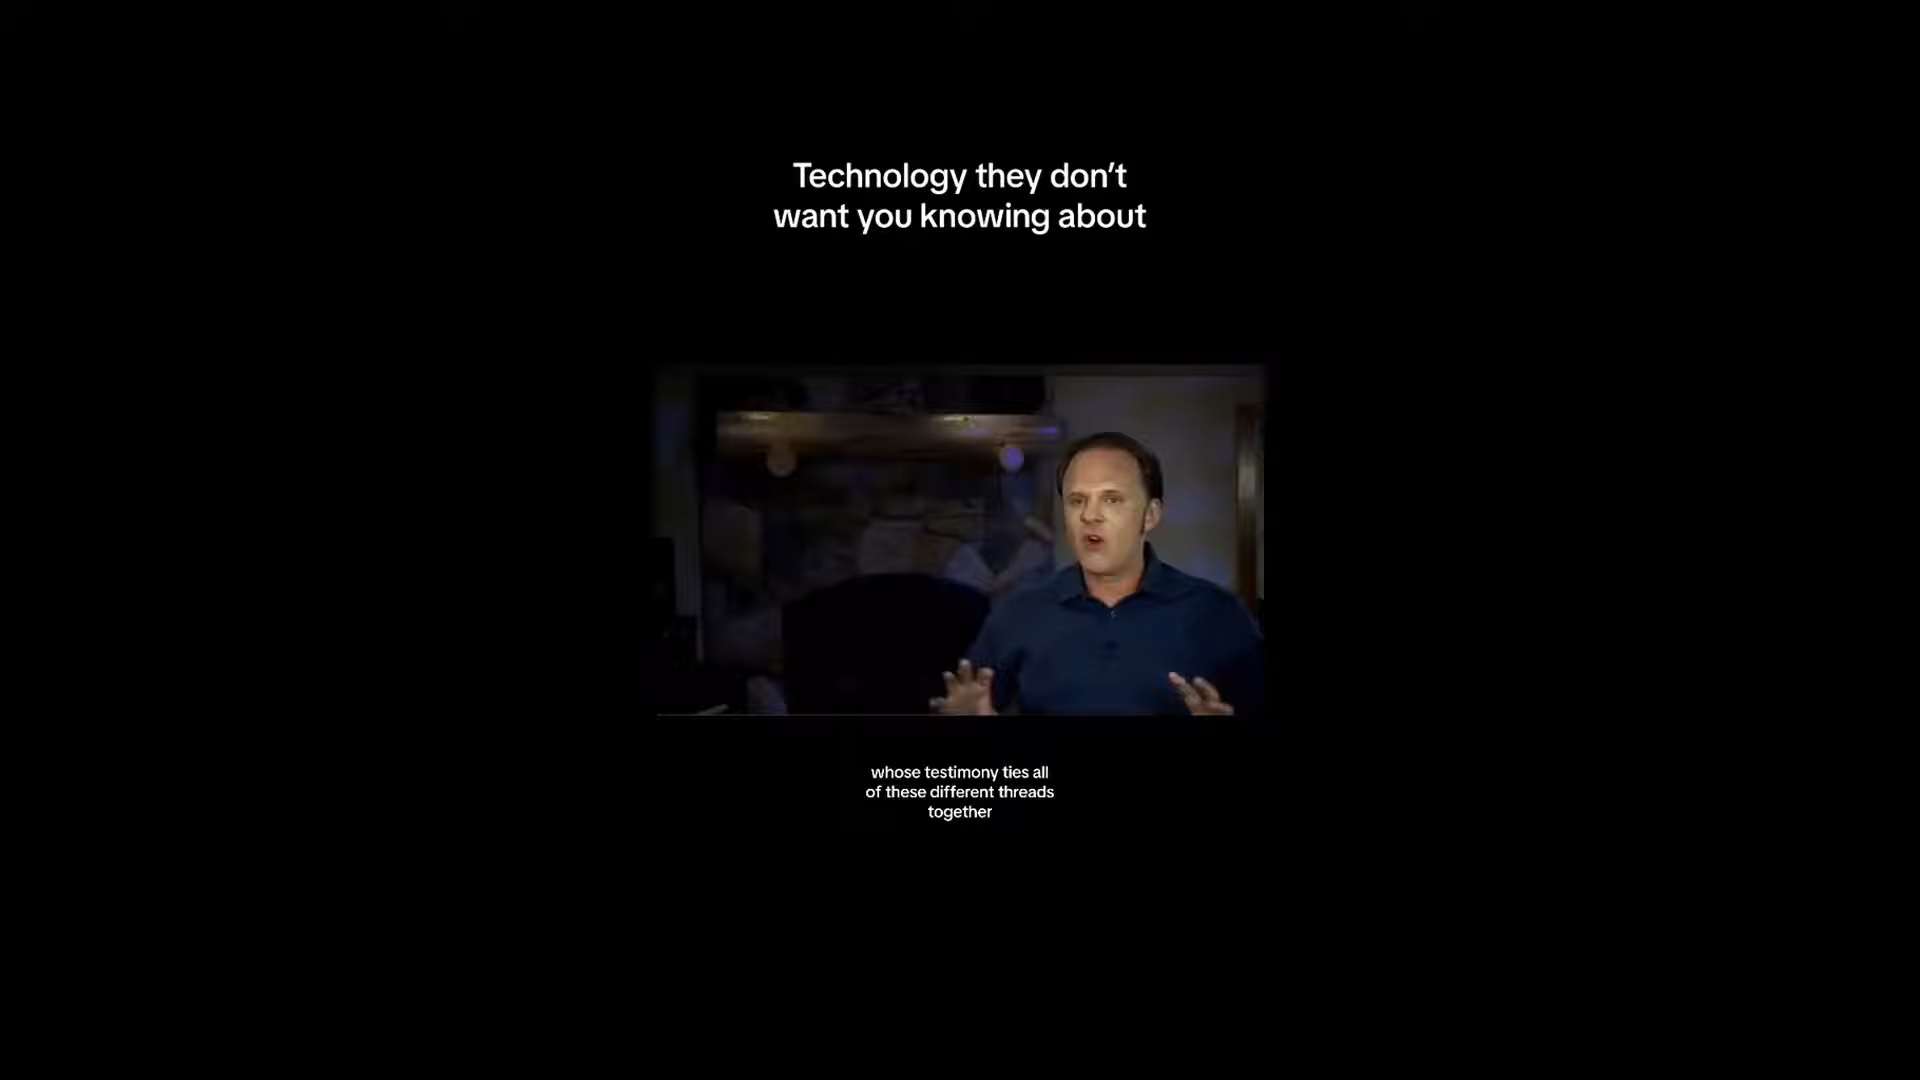 Technology they don’t
want you knowing about
whose testimony ties all
of these different threads
together